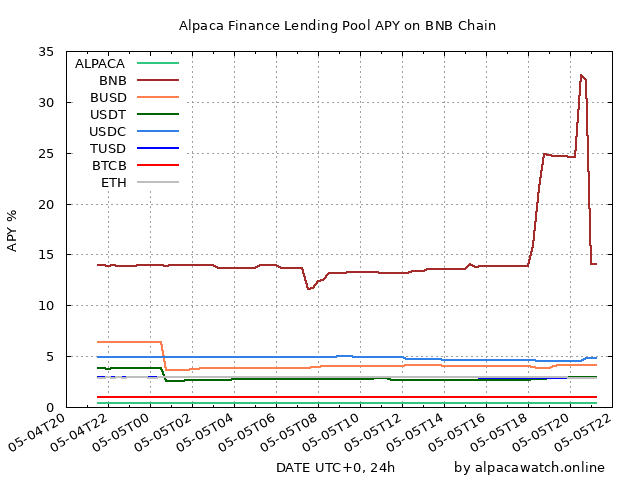 Alpaca Finance Lending Pool APY on BNB Chain
35
30
25
20
15
10
5
0
APY %
ALPACA
BNB
BUSD
USDT
USDC
TUSD
BTCB
ETH
05-04T20
05-04T22
05-05T00
05-05T02
05-05T04
05-05T06
05-05T08
05-05T10
05-05T12
05-05T14
05-05T16
05-05T18
05-05T20
05-05T22
DATE UTC+0, 24h
by alpacawatch.online